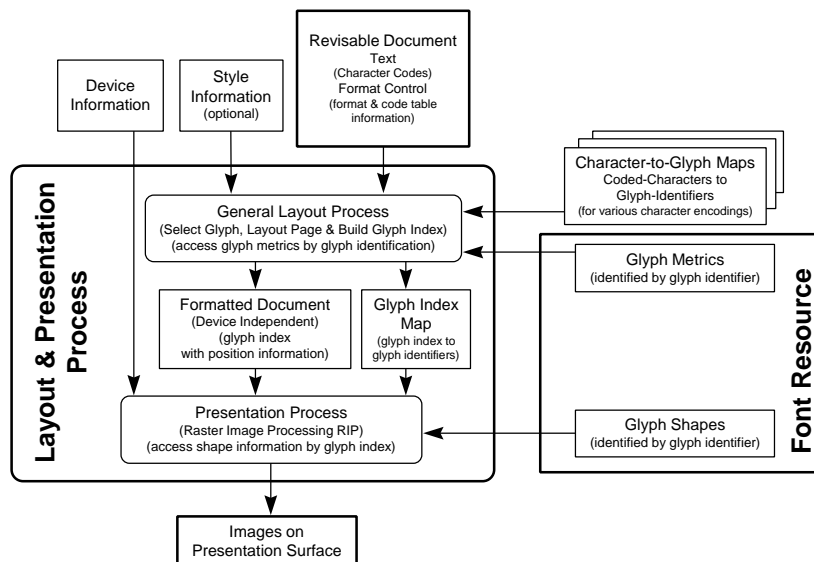 Revisable Document
Text
(Character Codes)
Format Control
(format & code table
information)
Device
Information
Style
Information
(optional)
Character-to-Glyph Maps
Coded-Characters to
Glyph-Identifiers
(for various character encodings)
Layout & Presentation
Process
General Layout Process
(Select Glyph, Layout Page & Build Glyph Index)
(access glyph metrics by glyph identification)
Glyph Metrics
(identified by glyph identifier)
Formatted Document
(Device Independent)
(glyph index
with position information)
Glyph Index
Map
(glyph index to
glyph identifiers)
Font Resource
Presentation Process
(Raster Image Processing RIP)
(access shape information by glyph index)
Glyph Shapes
(identified by glyph identifier)
Images on
Presentation Surface